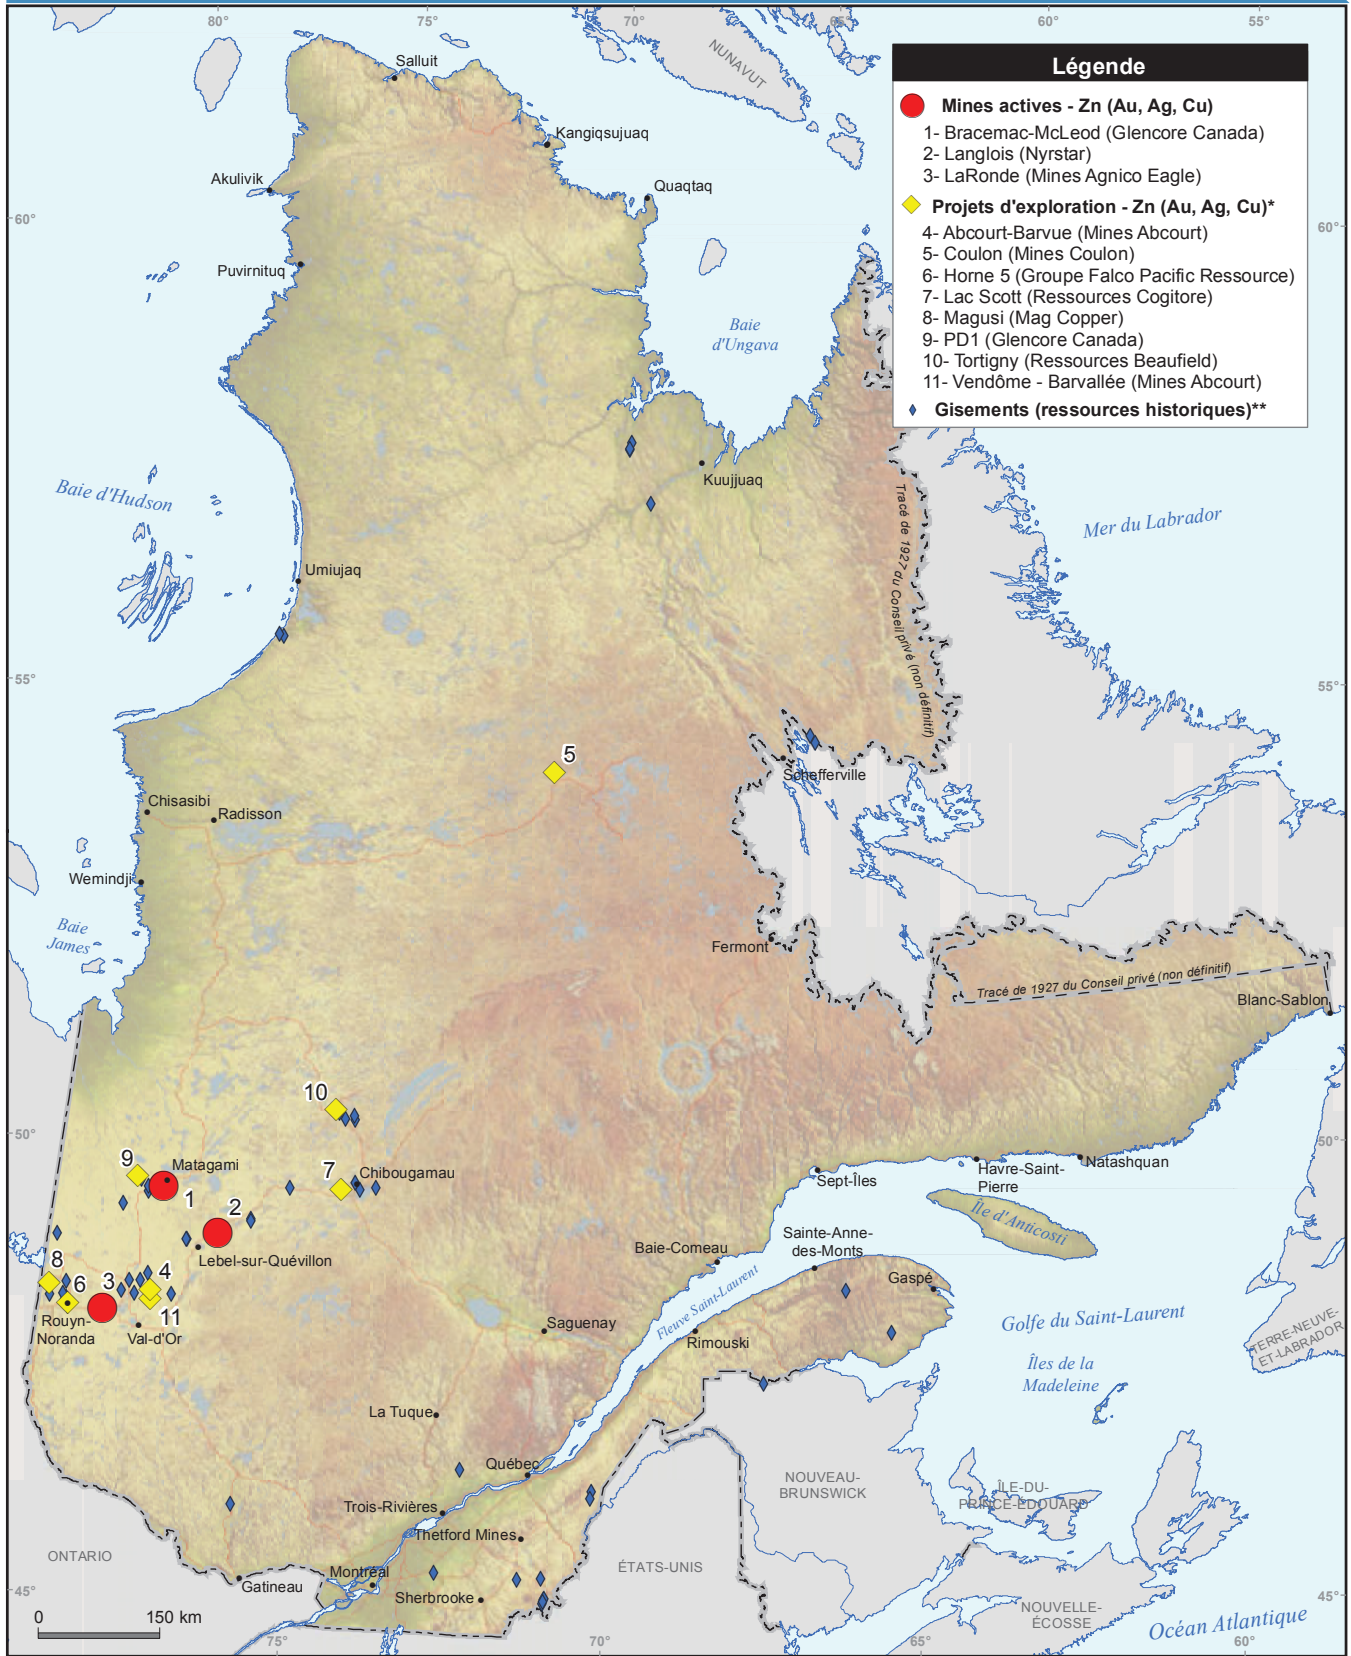 80°
75°
70°
65°
60°
55°
Légende
Mines actives - Zn (Au, Ag, Cu)
1- Bracemac-McLeod (Glencore Canada)
2- Langlois (Nyrstar)
3- LaRonde (Mines Agnico Eagle)
Projets d'exploration - Zn (Au, Ag, Cu)*
4- Abcourt-Barvue (Mines Abcourt)
5- Coulon (Mines Coulon)
6- Horne 5 (Groupe Falco Pacific Ressource)
7- Lac Scott (Ressources Cogitore)
8- Magusi (Mag Copper)
9- PD1 (Glencore Canada)
10- Tortigny (Ressources Beaufield)
11- Vendôme - Barvallée (Mines Abcourt)
Gisements (ressources historiques)**
NUNAVUT
Salluit
Kangiqsujuaq
Akulivik
Quaqtaq
60°
60°
Puvirnituq
Baie
d'Ungava
Kuujjuaq
Baie d'Hudson
Mer du Labrador
Tracé de 1927 du Conseil privé (non définitif)
Umiujaq
55°
55°
5
Schefferville
Chisasibi
Radisson
Wemindji
Baie
James
Fermont
Tracé de 1927 du Conseil privé (non définitif)
Blanc-Sablon
10
50°
50°
9
Matagami
7
Chibougamau
1
2
Havre-Saint-
Pierre
Natashquan
Sept-Îles
Île d'Anticosti
Lebel-sur-Quévillon
Baie-Comeau
Sainte-Anne-
des-Monts
Gaspé
8
6
3
4
11
Rouyn-
Noranda
Val-d'Or
Saguenay
Fleuve Saint-Laurent
Rimouski
Golfe du Saint-Laurent
TERRE-NEUVE-
ET-LABRADOR
Îles de la
Madeleine
La Tuque
Québec
NOUVEAU-
BRUNSWICK
ÎLE-DU-
PRINCE-ÉDOUARD
Trois-Rivières
Thetford Mines
ONTARIO
ÉTATS-UNIS
Gatineau
Montréal
Sherbrooke
45°
45°
NOUVELLE-
ÉCOSSE
Océan Atlantique
0
150 km
75°
70°
65°
60°